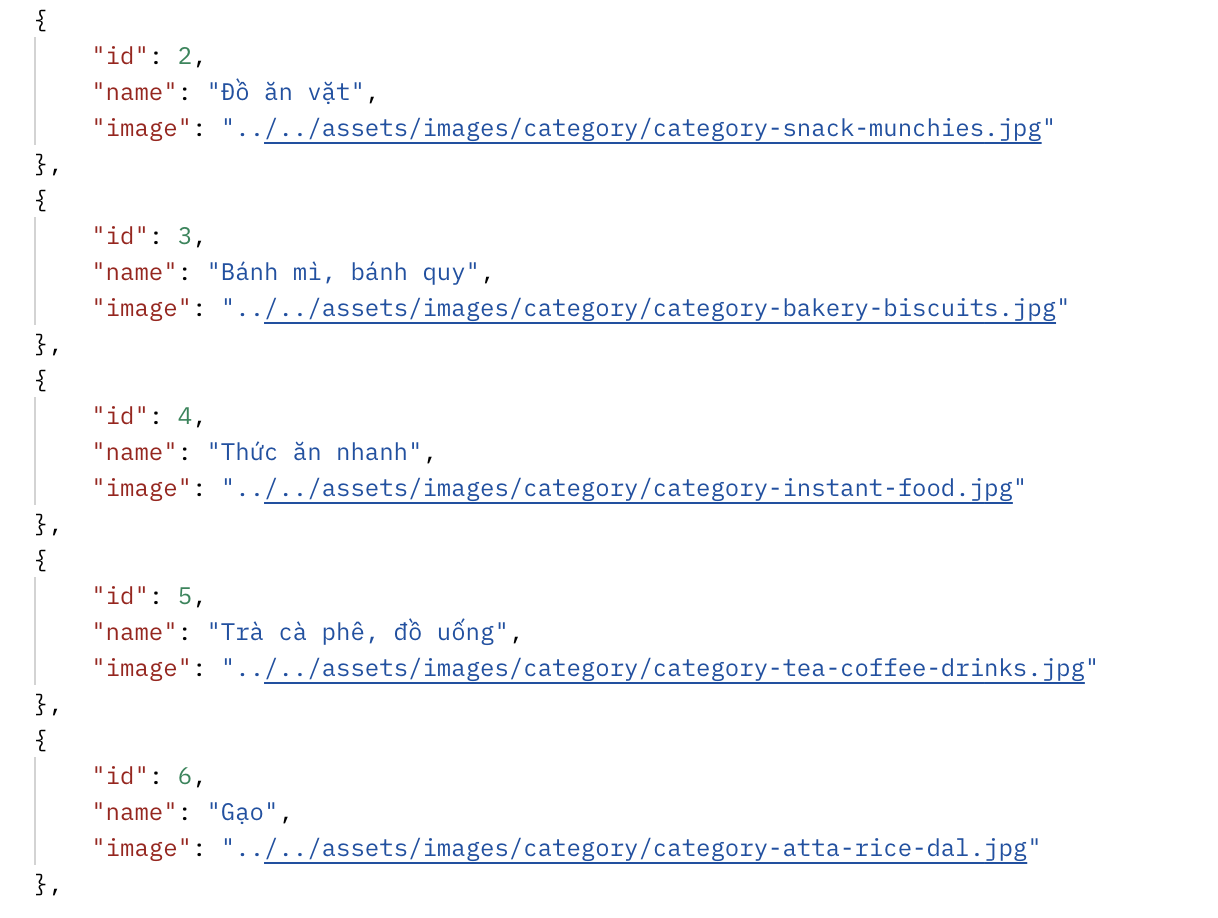 {
"id": 2,
"name": "Đồ ăn vặt",
"image": "../../assets/images/category/category-snack-munchies.jpg"
},
{
"id": 3,
"name": "Bánh mì, bánh quy",
"image": "../../assets/images/category/category-bakery-biscuits.jpg"
},
{
"id": 4,
"name": "Thức ăn nhanh",
"image": "../../assets/images/category/category-instant-food.jpg"
},
{
"id": 5,
"name": "Trà cà phê, đồ uống",
"image": "../../assets/images/category/category-tea-coffee-drinks.jpg"
},
{
"id": 6,
"name": "Gạo",
"image": "../../assets/images/category/category-atta-rice-dal.jpg"
},